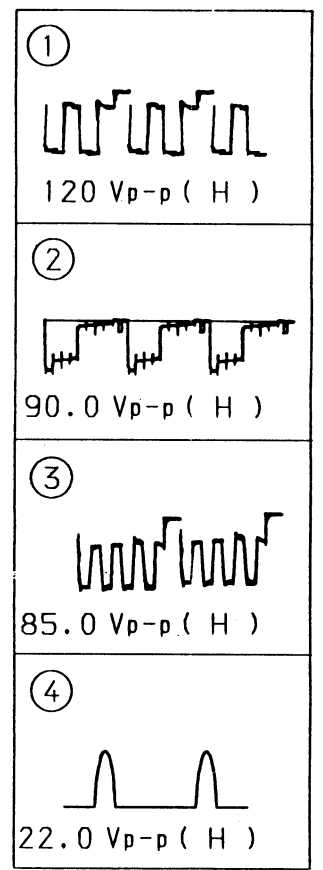 1
120 Vp-p ( H )
2
90.0 Vp-p ( H )
3
85.0 Vp-p ( H )
4
22.0 Vp-p ( H )